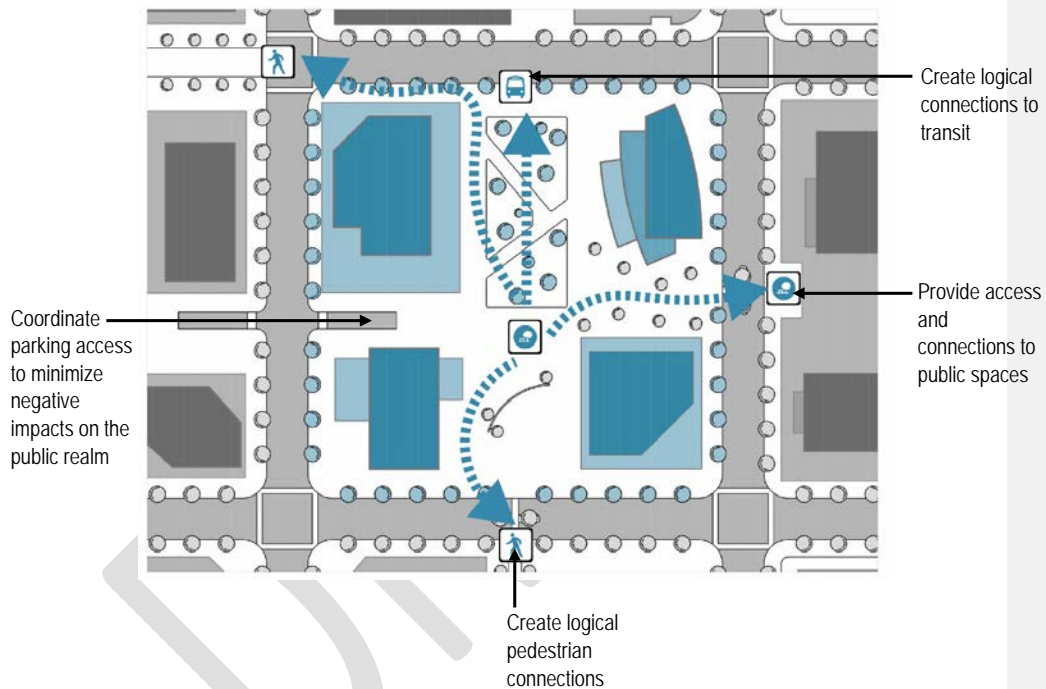 Create logical
connections to
transit
Provide access
and
connections to
public spaces
Coordinate
parking access
to minimize
negative
impacts on the
public realm
Create logical
pedestrian
connections